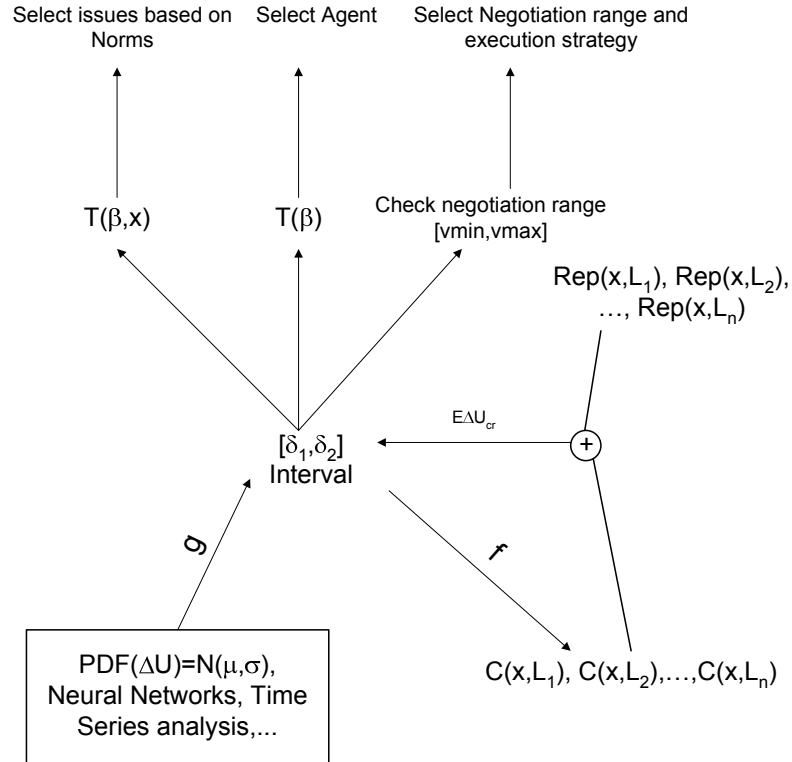 Select issues based on
Norms
Select Agent
Select Negotiation range and
execution strategy
T(β,x)
T(β)
Check negotiation range
[vmin,vmax]
Rep(x,L₁), Rep(x,L₂),
…, Rep(x,Lₙ)
EΔU_cr
+
[δ₁,δ₂]
Interval
g
f
PDF(ΔU)=N(μ,σ),
Neural Networks, Time
Series analysis,...
C(x,L₁), C(x,L₂),…,C(x,Lₙ)